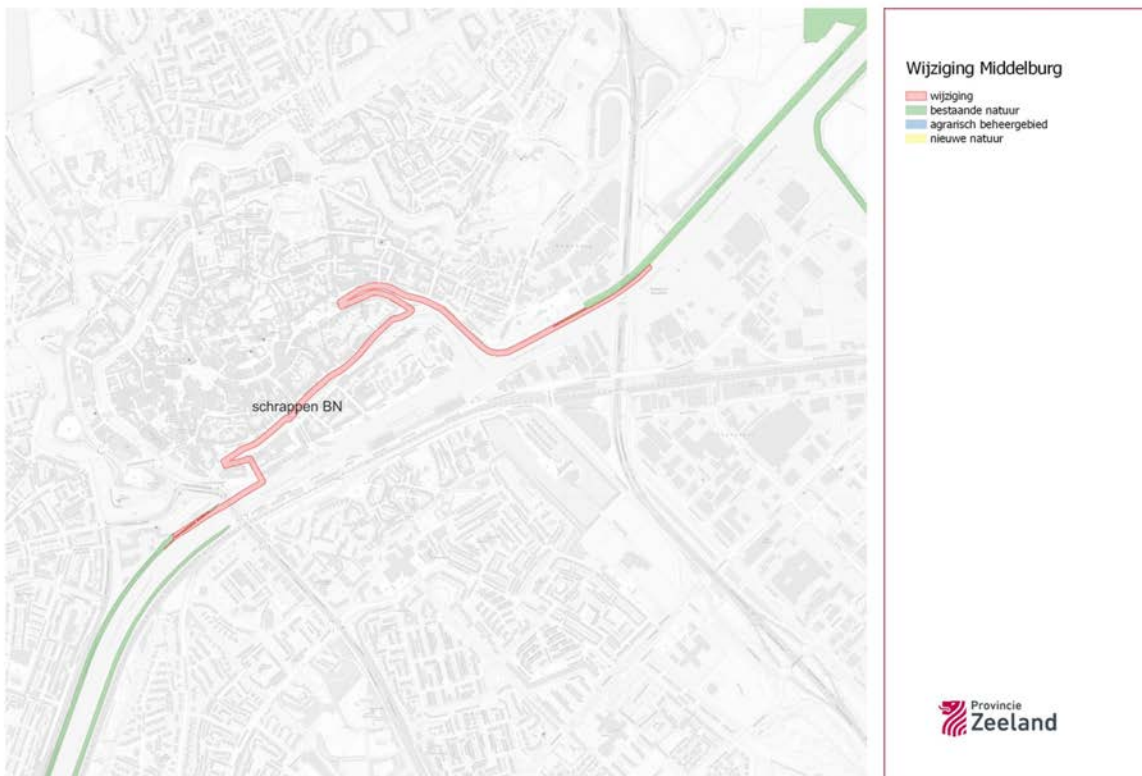 schrappen BN
Wijziging Middelburg
wijziging
bestaande natuur
agrarisch beheergebied
nieuwe natuur
Provincie
Zeeland